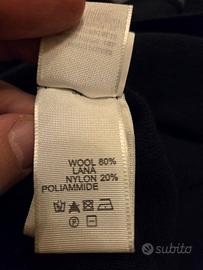 WOOL 80%
LANA
NYLON 20%
POLIAMMIDE
P
subito